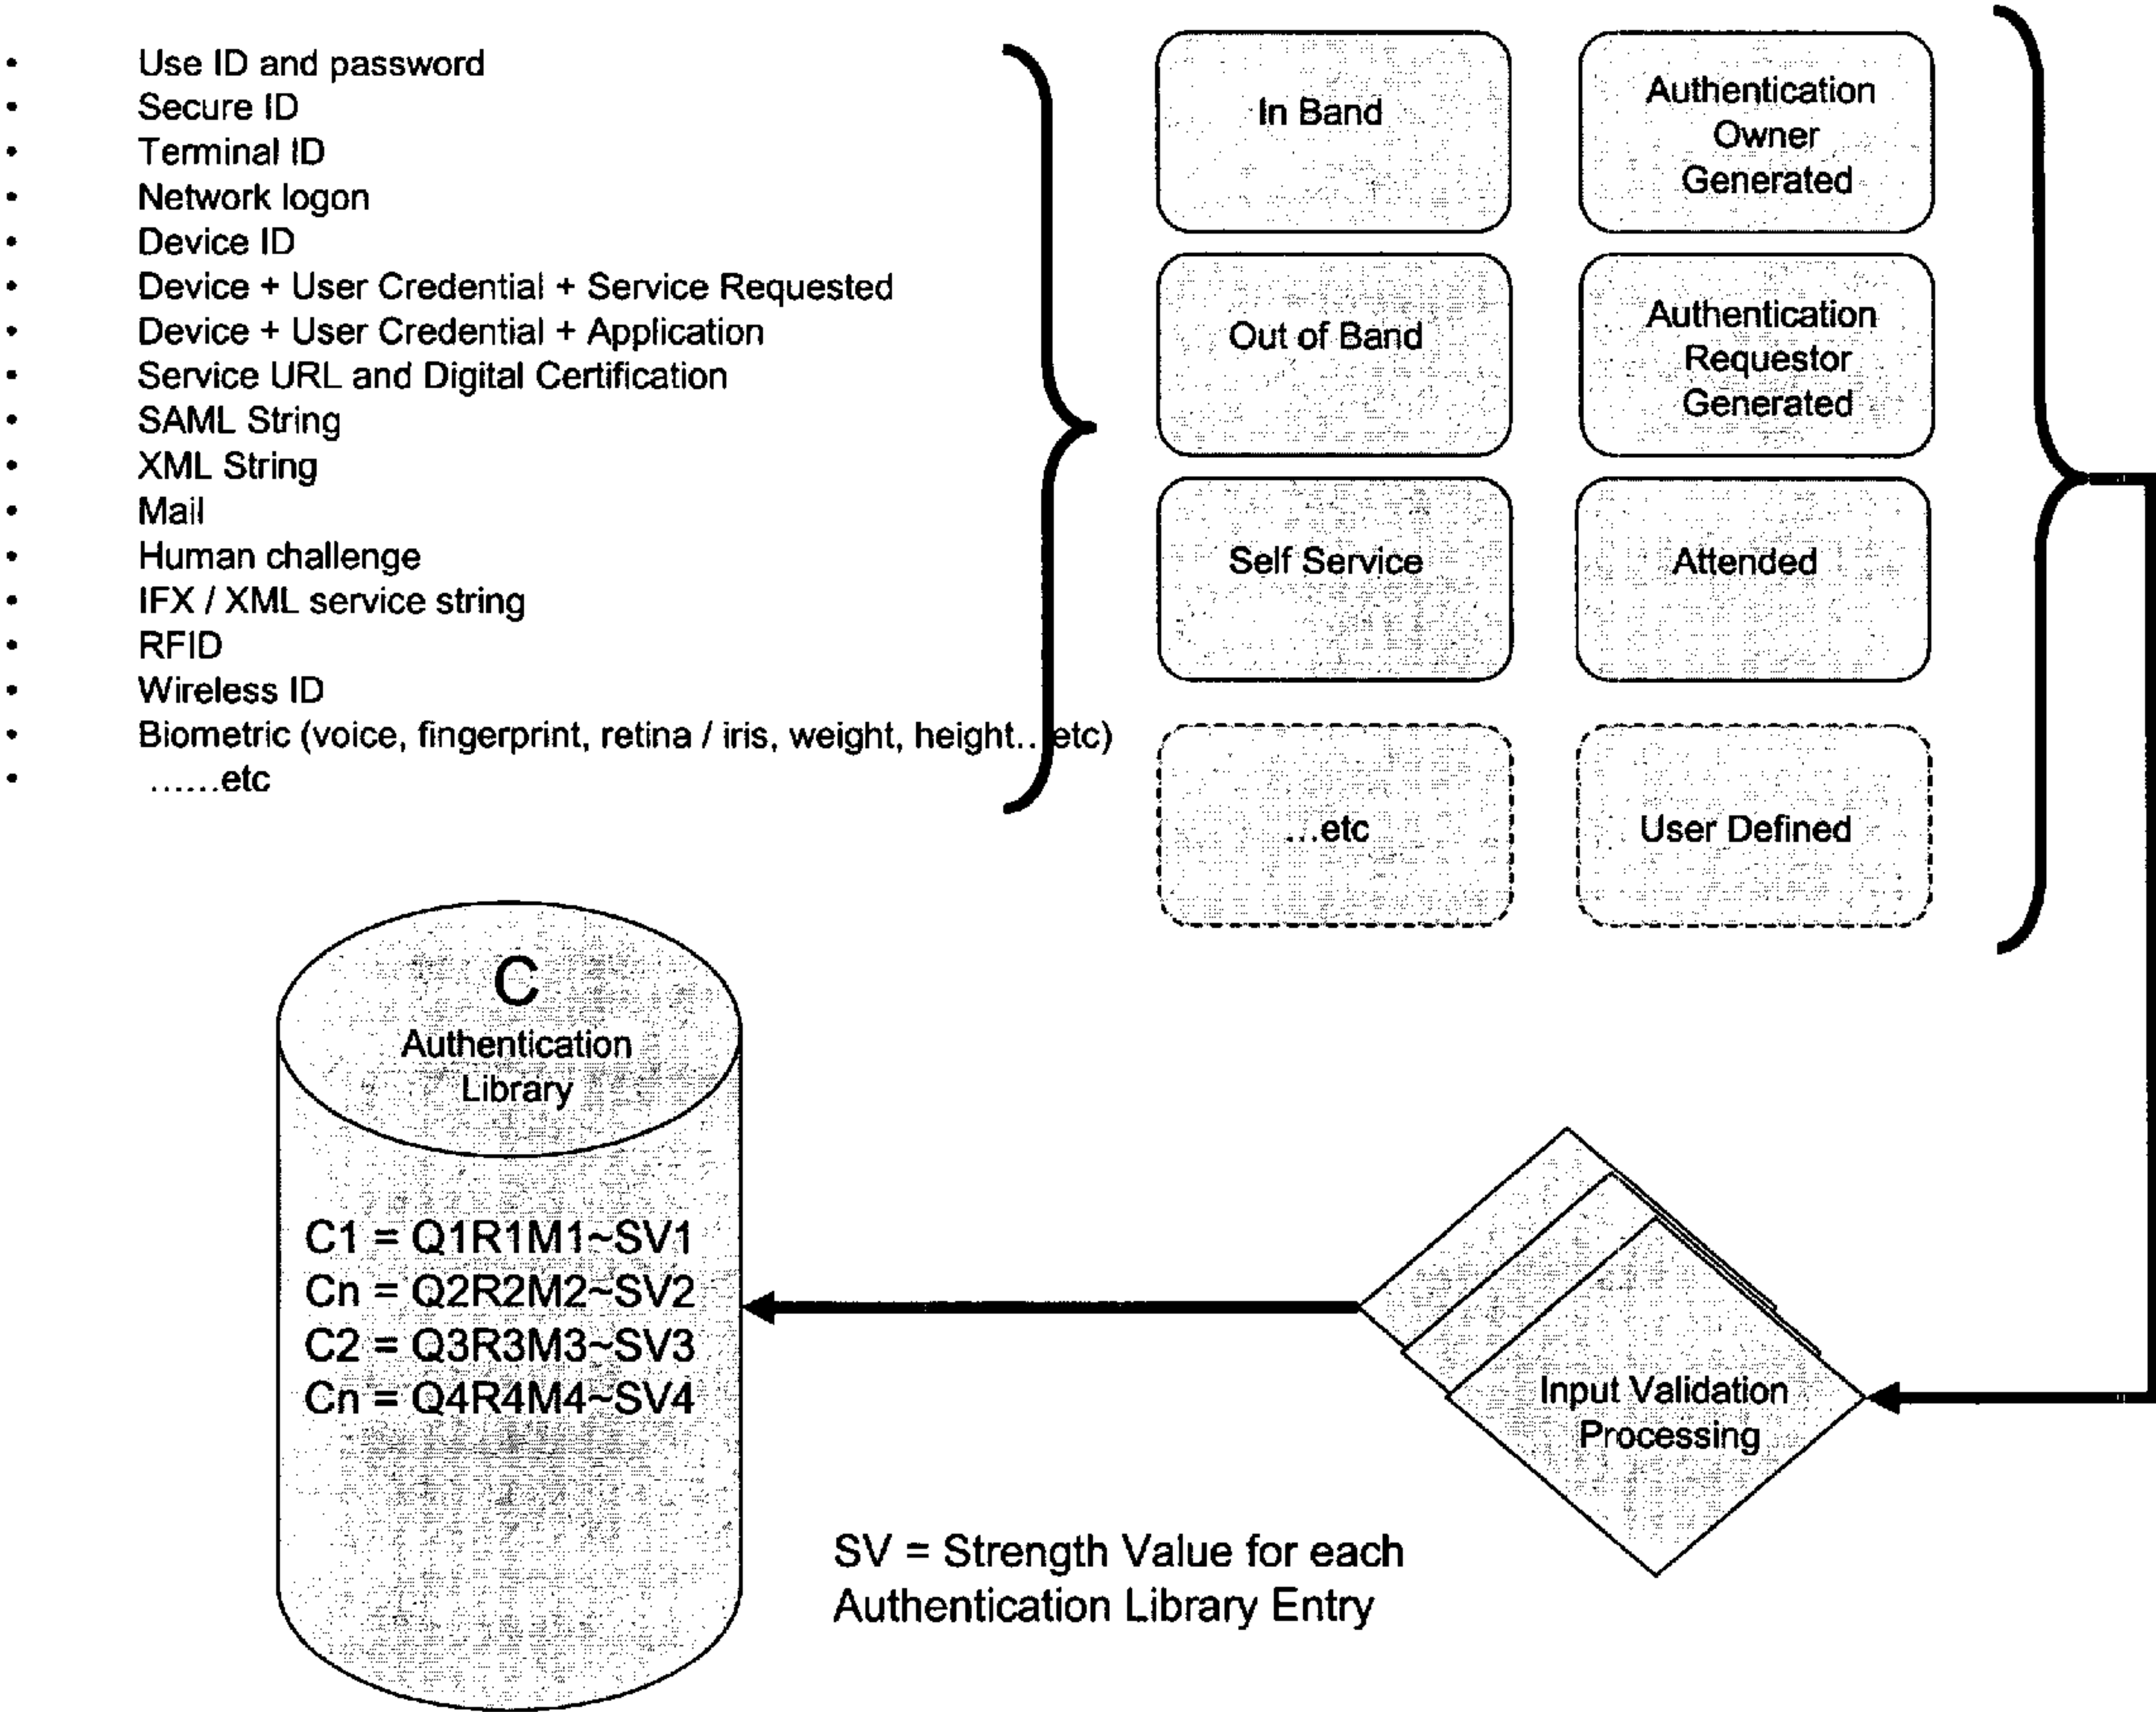 • Use ID and password
• Secure ID
• Terminal ID
• Network logon
• Device ID
• Device + User Credential + Service Requested
• Device + User Credential + Application
• Service URL and Digital Certification
• SAML String
• XML String
• Mail
• Human challenge
• IFX / XML service string
• RFID
• Wireless ID
• Biometric (voice, fingerprint, retina / iris, weight, height...etc)
• ......etc
In Band
Authentication
Owner
Generated
Out of Band
Authentication
Requestor
Generated
Self Service
Attended
...etc
User Defined
C
Authentication
Library
C1 = Q1R1M1~SV1
Cn = Q2R2M2~SV2
C2 = Q3R3M3~SV3
Cn = Q4R4M4~SV4
Input Validation
Processing
SV = Strength Value for each
Authentication Library Entry